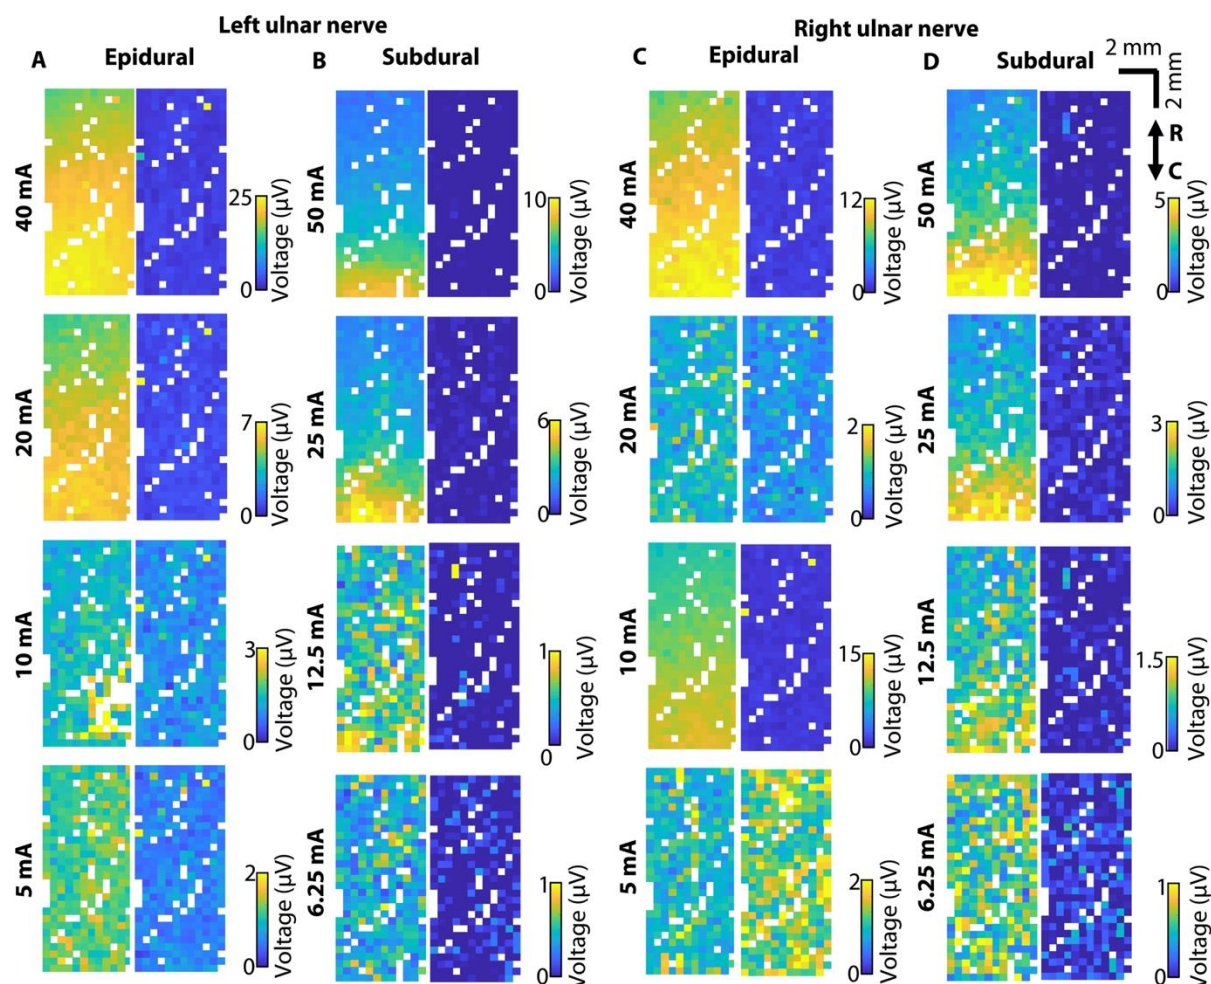 Left ulnar nerve
Right ulnar nerve
A Epidural B Subdural C Epidural D Subdural
2 mm
2 mm
R
C
40 mA
25
0
Voltage (µV)
50 mA
10
0
Voltage (µV)
40 mA
12
0
Voltage (µV)
50 mA
5
0
Voltage (µV)
20 mA
7
0
Voltage (µV)
25 mA
6
0
Voltage (µV)
20 mA
2
0
Voltage (µV)
25 mA
3
0
Voltage (µV)
10 mA
3
0
Voltage (µV)
12.5 mA
1
0
Voltage (µV)
10 mA
15
0
Voltage (µV)
12.5 mA
1.5
0
Voltage (µV)
5 mA
2
0
Voltage (µV)
6.25 mA
1
0
Voltage (µV)
5 mA
2
0
Voltage (µV)
6.25 mA
1
0
Voltage (µV)